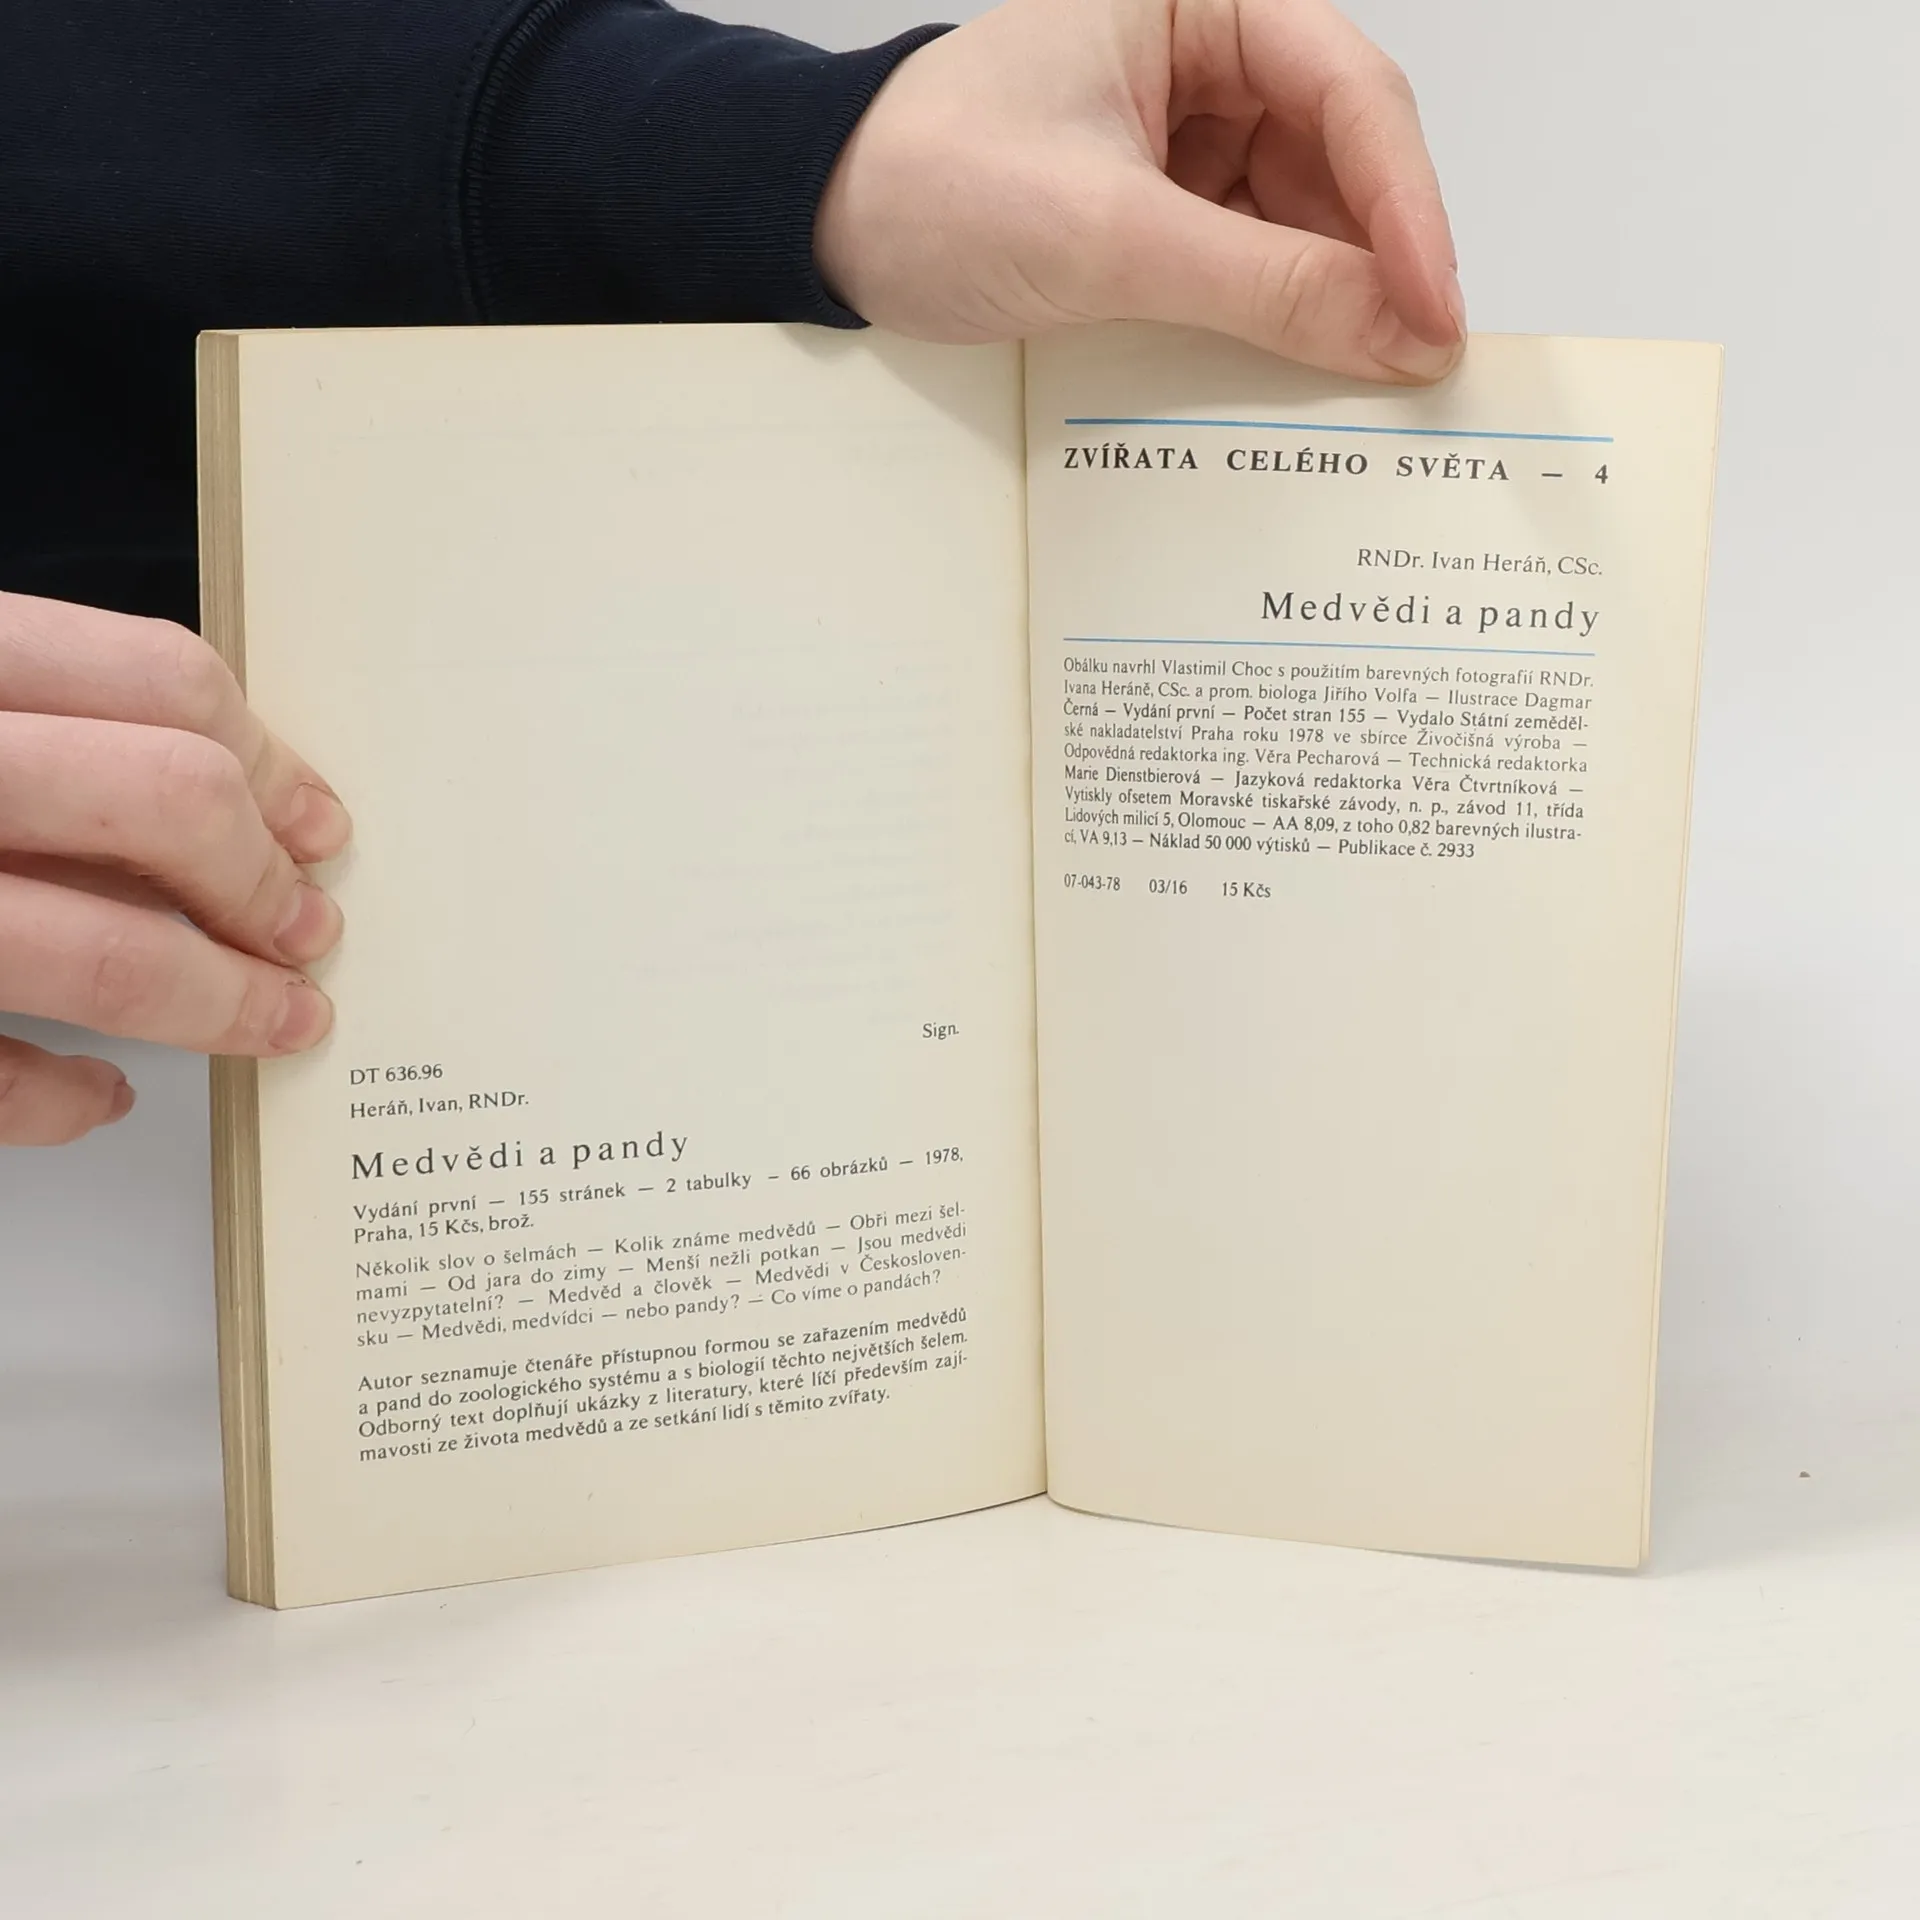 Sign.
DT 636.96
Heráň, Ivan, RNDr.
Medvědi a pandy
Vydání první — 155 stránek — 2 tabulky – 66 obrázků — 1978,
Praha, 15 Kčs, brož.
Několik slov o šelmách — Kolik známe medvědů — Obři mezi šel-
mami — Od jara do zimy — Menší nežli potkan — Jsou medvědi
nevyzpytatelní? — Medvěd a člověk — Medvědi v Českosloven-
sku — Medvědi, medvídci — nebo pandy? — Co víme o pandách?
Autor seznamuje čtenáře přístupnou formou se zařazením medvědů
a pand do zoologického systému a s biologií těchto největších šelem.
Odborný text doplňují ukázky z literatury, které líčí především zají-
mavosti ze života medvědů a ze setkání lidí s těmito zvířaty.
ZVÍŘATA CELÉHO SVĚTA — 4
RNDr. Ivan Heráň, CSc.
Medvědi a pandy
Obálku navrhl Vlastimil Choc s použitím barevných fotografií RNDr.
Ivana Heráně, CSc. a prom. biologa Jiřího Volfa — Ilustrace Dagmar
Černá — Vydání první — Počet stran 155 — Vydalo Státní zeměděl-
ské nakladatelství Praha roku 1978 ve sbírce Živočišná výroba —
Odpovědná redaktorka ing. Věra Pecharová — Technická redaktorka
Marie Dienstbierová — Jazyková redaktorka Věra Čtvrtníková —
Vytiskly ofsetem Moravské tiskařské závody, n. p., závod 11, třída
Lidových milicí 5, Olomouc — AA 8,09, z toho 0,82 barevných ilustra-
cí, VA 9,13 — Náklad 50 000 výtisků — Publikace č. 2933
07-043-78 03/16 15 Kčs